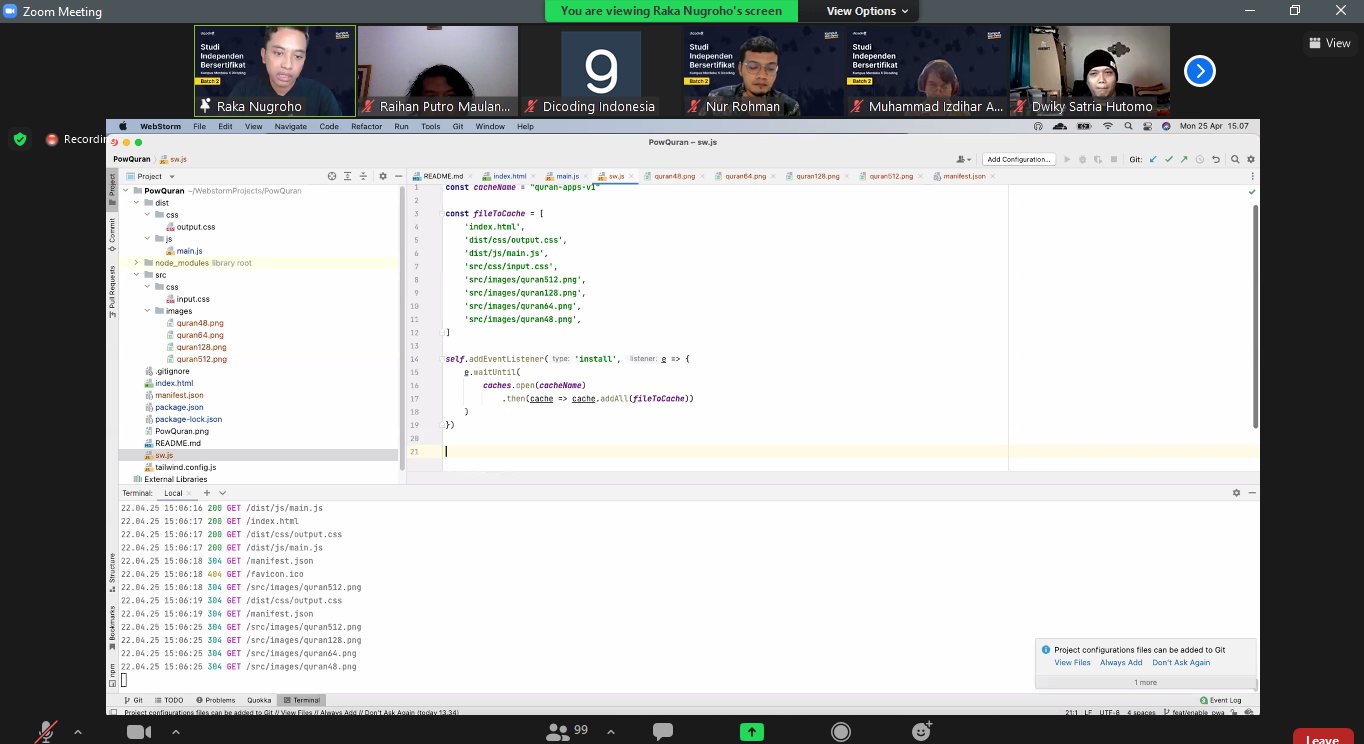 Zoom Meeting
You are viewing Raka Nugroho's screen
View Options
View
Studi
Independen
Bersertifikat
Kampus Merdeka X Dicoding
Batch 2
Raka Nugroho
Raihan Putro Maulan...
9
Dicoding Indonesia
Studi
Independen
Bersertifikat
Kampus Merdeka X Dicoding
Batch 2
Nur Rohman
Studi
Independen
Bersertifikat
Kampus Merdeka X Dicoding
Batch 2
Muhammad Izdihar A...
Dwiky Satria Hutomo
Recordin
WebStorm File Edit View Navigate Code Refactor Run Tools Git Window Help
Mon 25 Apr 15.07
PowQuran – sw.js
PowQuran sw.js
Add Configuration...
Git:
Project
Commit
Pull Requests
Structure
Bookmarks
npm
Project
PowQuran ~/WebstormProjects/PowQuran
dist
css
output.css
js
main.js
node_modules library root
src
css
input.css
images
quran48.png
quran64.png
quran128.png
quran512.png
.gitignore
index.html
manifest.json
package.json
package-lock.json
PowQuran.png
README.md
sw.js
tailwind.config.js
External Libraries
README.md index.html main.js sw.js quran48.png quran64.png quran128.png quran512.png manifest.json
1 const cacheName = "quran-apps-v1"
2
3 const fileToCache = [
4 'index.html',
5 'dist/css/output.css',
6 'dist/js/main.js',
7 'src/css/input.css',
8 'src/images/quran512.png',
9 'src/images/quran128.png',
10 'src/images/quran64.png',
11 'src/images/quran48.png',
12 ]
13
14 self.addEventListener( type: 'install', listener: e => {
15 e.waitUntil(
16 caches.open(cacheName)
17 .then(cache => cache.addAll(fileToCache))
18 )
19 })
20
21
Terminal: Local
22.04.25 15:06:16 200 GET /dist/js/main.js
22.04.25 15:06:17 200 GET /index.html
22.04.25 15:06:17 200 GET /dist/css/output.css
22.04.25 15:06:17 200 GET /dist/js/main.js
22.04.25 15:06:18 304 GET /manifest.json
22.04.25 15:06:18 404 GET /favicon.ico
22.04.25 15:06:18 304 GET /src/images/quran512.png
22.04.25 15:06:19 304 GET /dist/css/output.css
22.04.25 15:06:19 304 GET /manifest.json
22.04.25 15:06:25 304 GET /src/images/quran512.png
22.04.25 15:06:25 304 GET /src/images/quran128.png
22.04.25 15:06:25 304 GET /src/images/quran64.png
22.04.25 15:06:25 304 GET /src/images/quran48.png
Project configurations files can be added to Git
View Files Always Add Don't Ask Again
1 more
Git TODO Problems Quokka Terminal
Event Log
Project configurations files can be added to Git // View Files // Always Add // Don't Ask Again (today 13.34)
21:1 LF UTF-8 4 spaces feat/enable_pwa
99
Leave